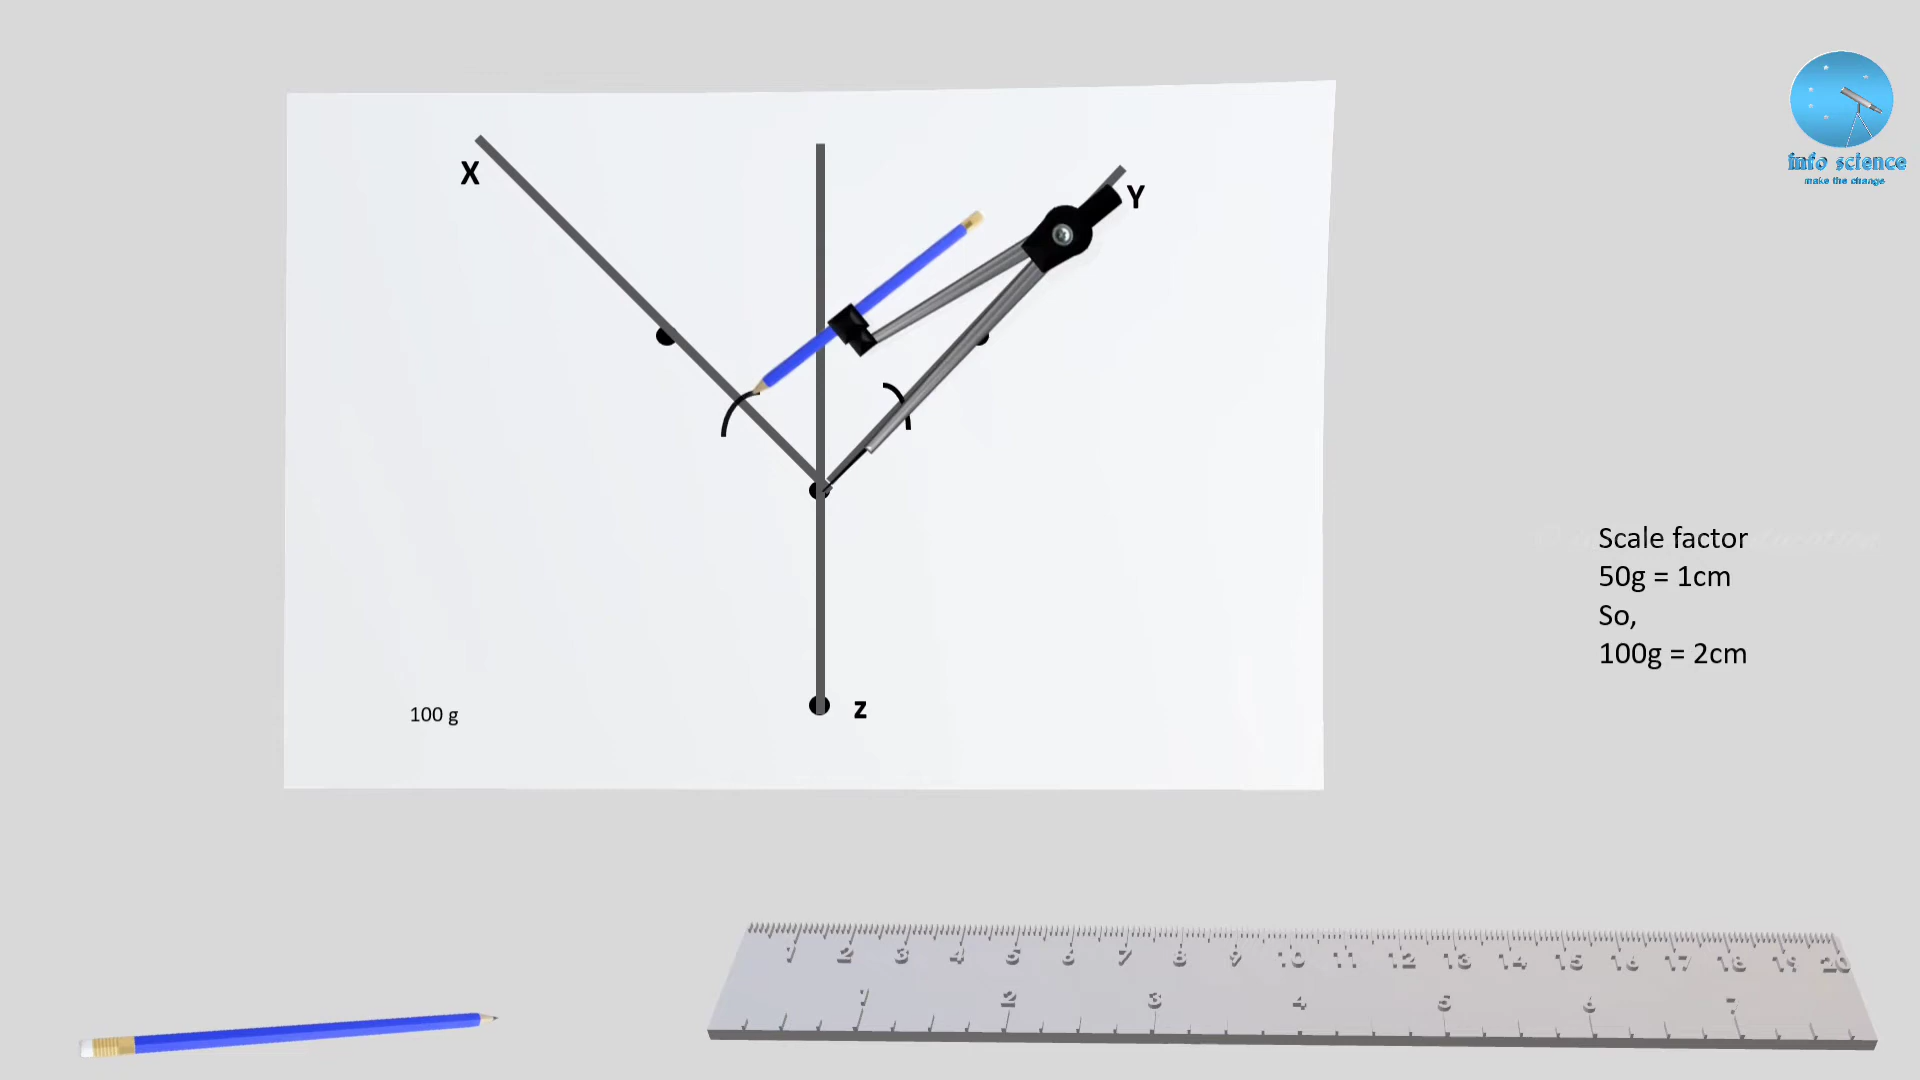 info science
make the change
X
Y
Scale factor
50g = 1cm
So,
100g = 2cm
z
100 g
1 2 3 4 5 6 7 8 9 10 11 12 13 14 15 16 17 18 19 20
1 2 3 4 5 6 7